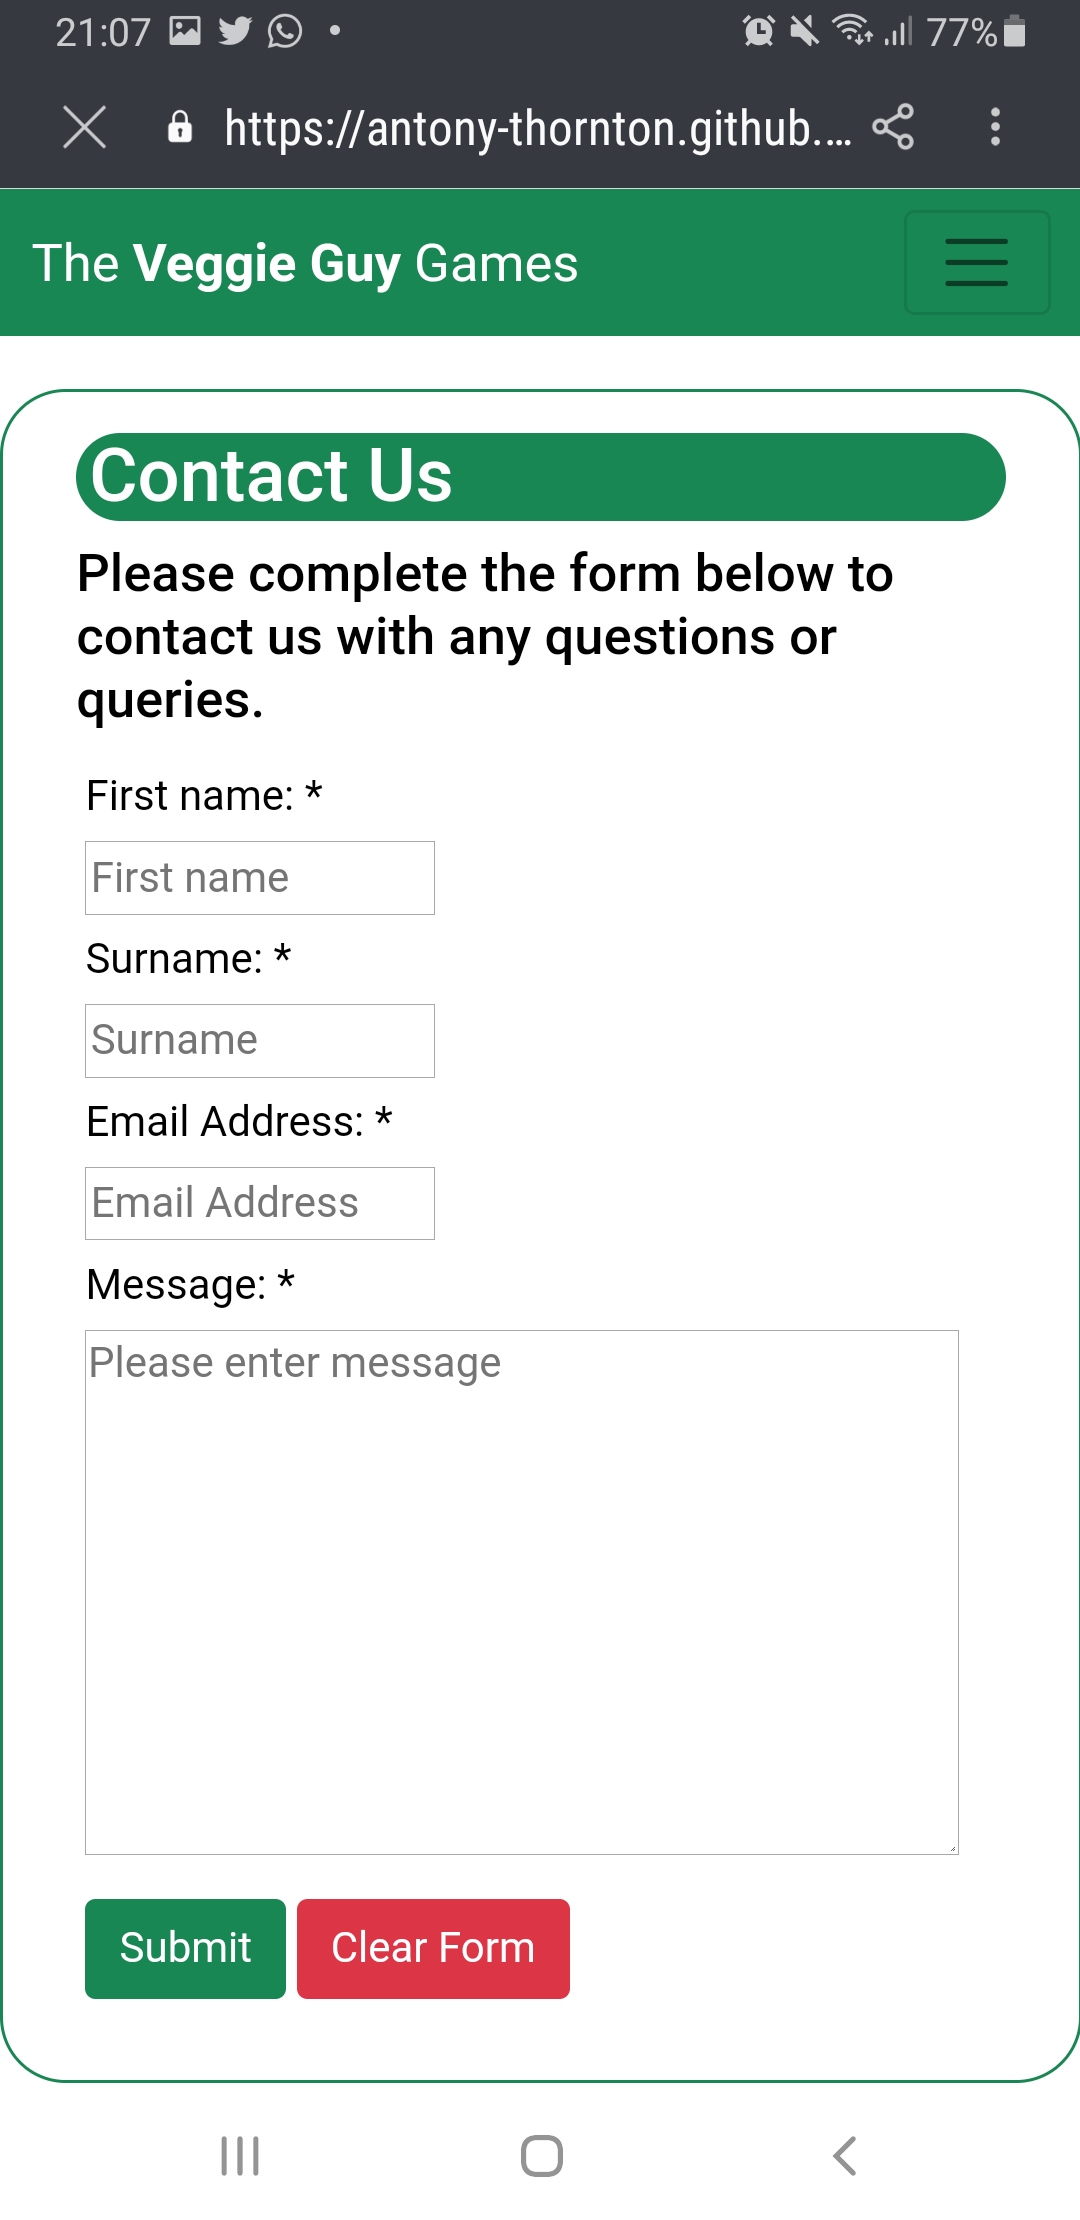 21:07
77%
https://antony-thornton.github....
The Veggie Guy Games
Contact Us
Please complete the form below to
contact us with any questions or
queries.
First name: *
First name
Surname: *
Surname
Email Address: *
Email Address
Message: *
Please enter message
Submit
Clear Form